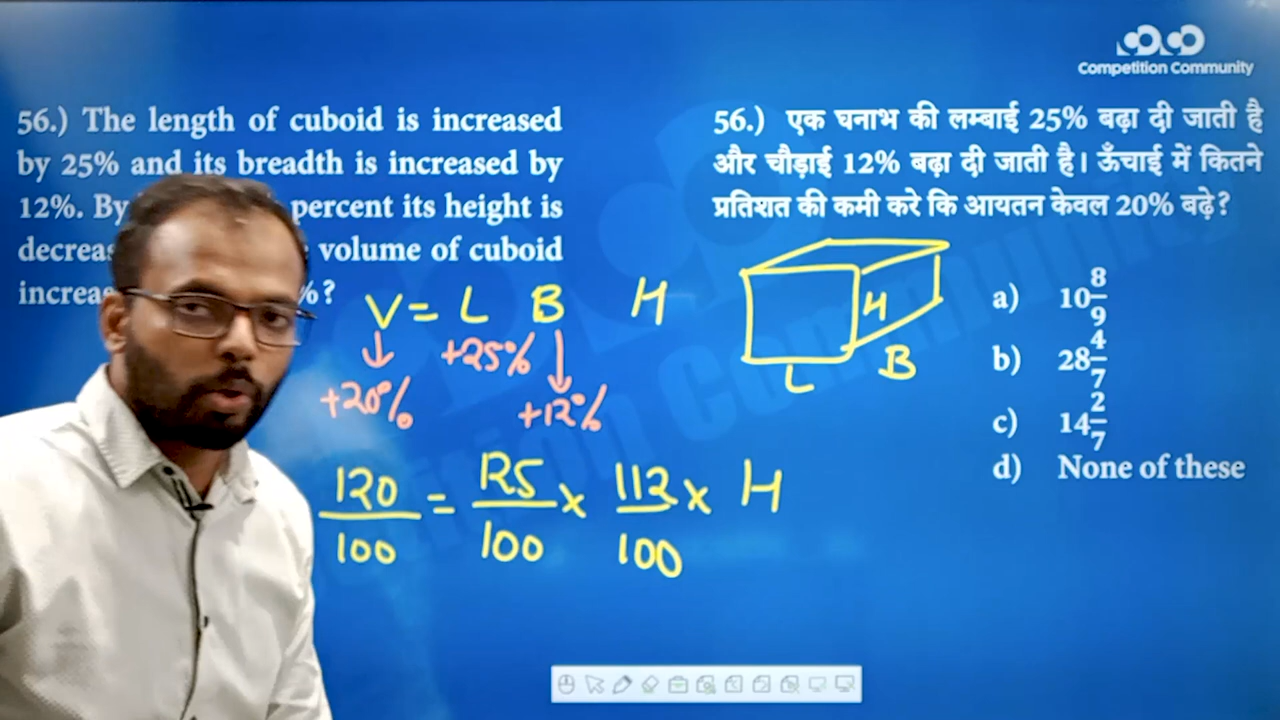 Competition Community
56.) The length of cuboid is increased
by 25% and its breadth is increased by
12%. By percent its height is
volume of cuboid
%?
56.) एक घनाभ की लम्बाई 25% बढ़ा दी जाती है
और चौड़ाई 12% बढ़ा दी जाती है। ऊँचाई में कितने
प्रतिशत की कमी करे कि आयतन केवल 20% बढ़े?
V = L B H
+20% +25% +12%
120/100 = 125/100 x 112/100 x H
H
L B
a) 10 8/9
b) 28 4/7
c) 14 2/7
d) None of these